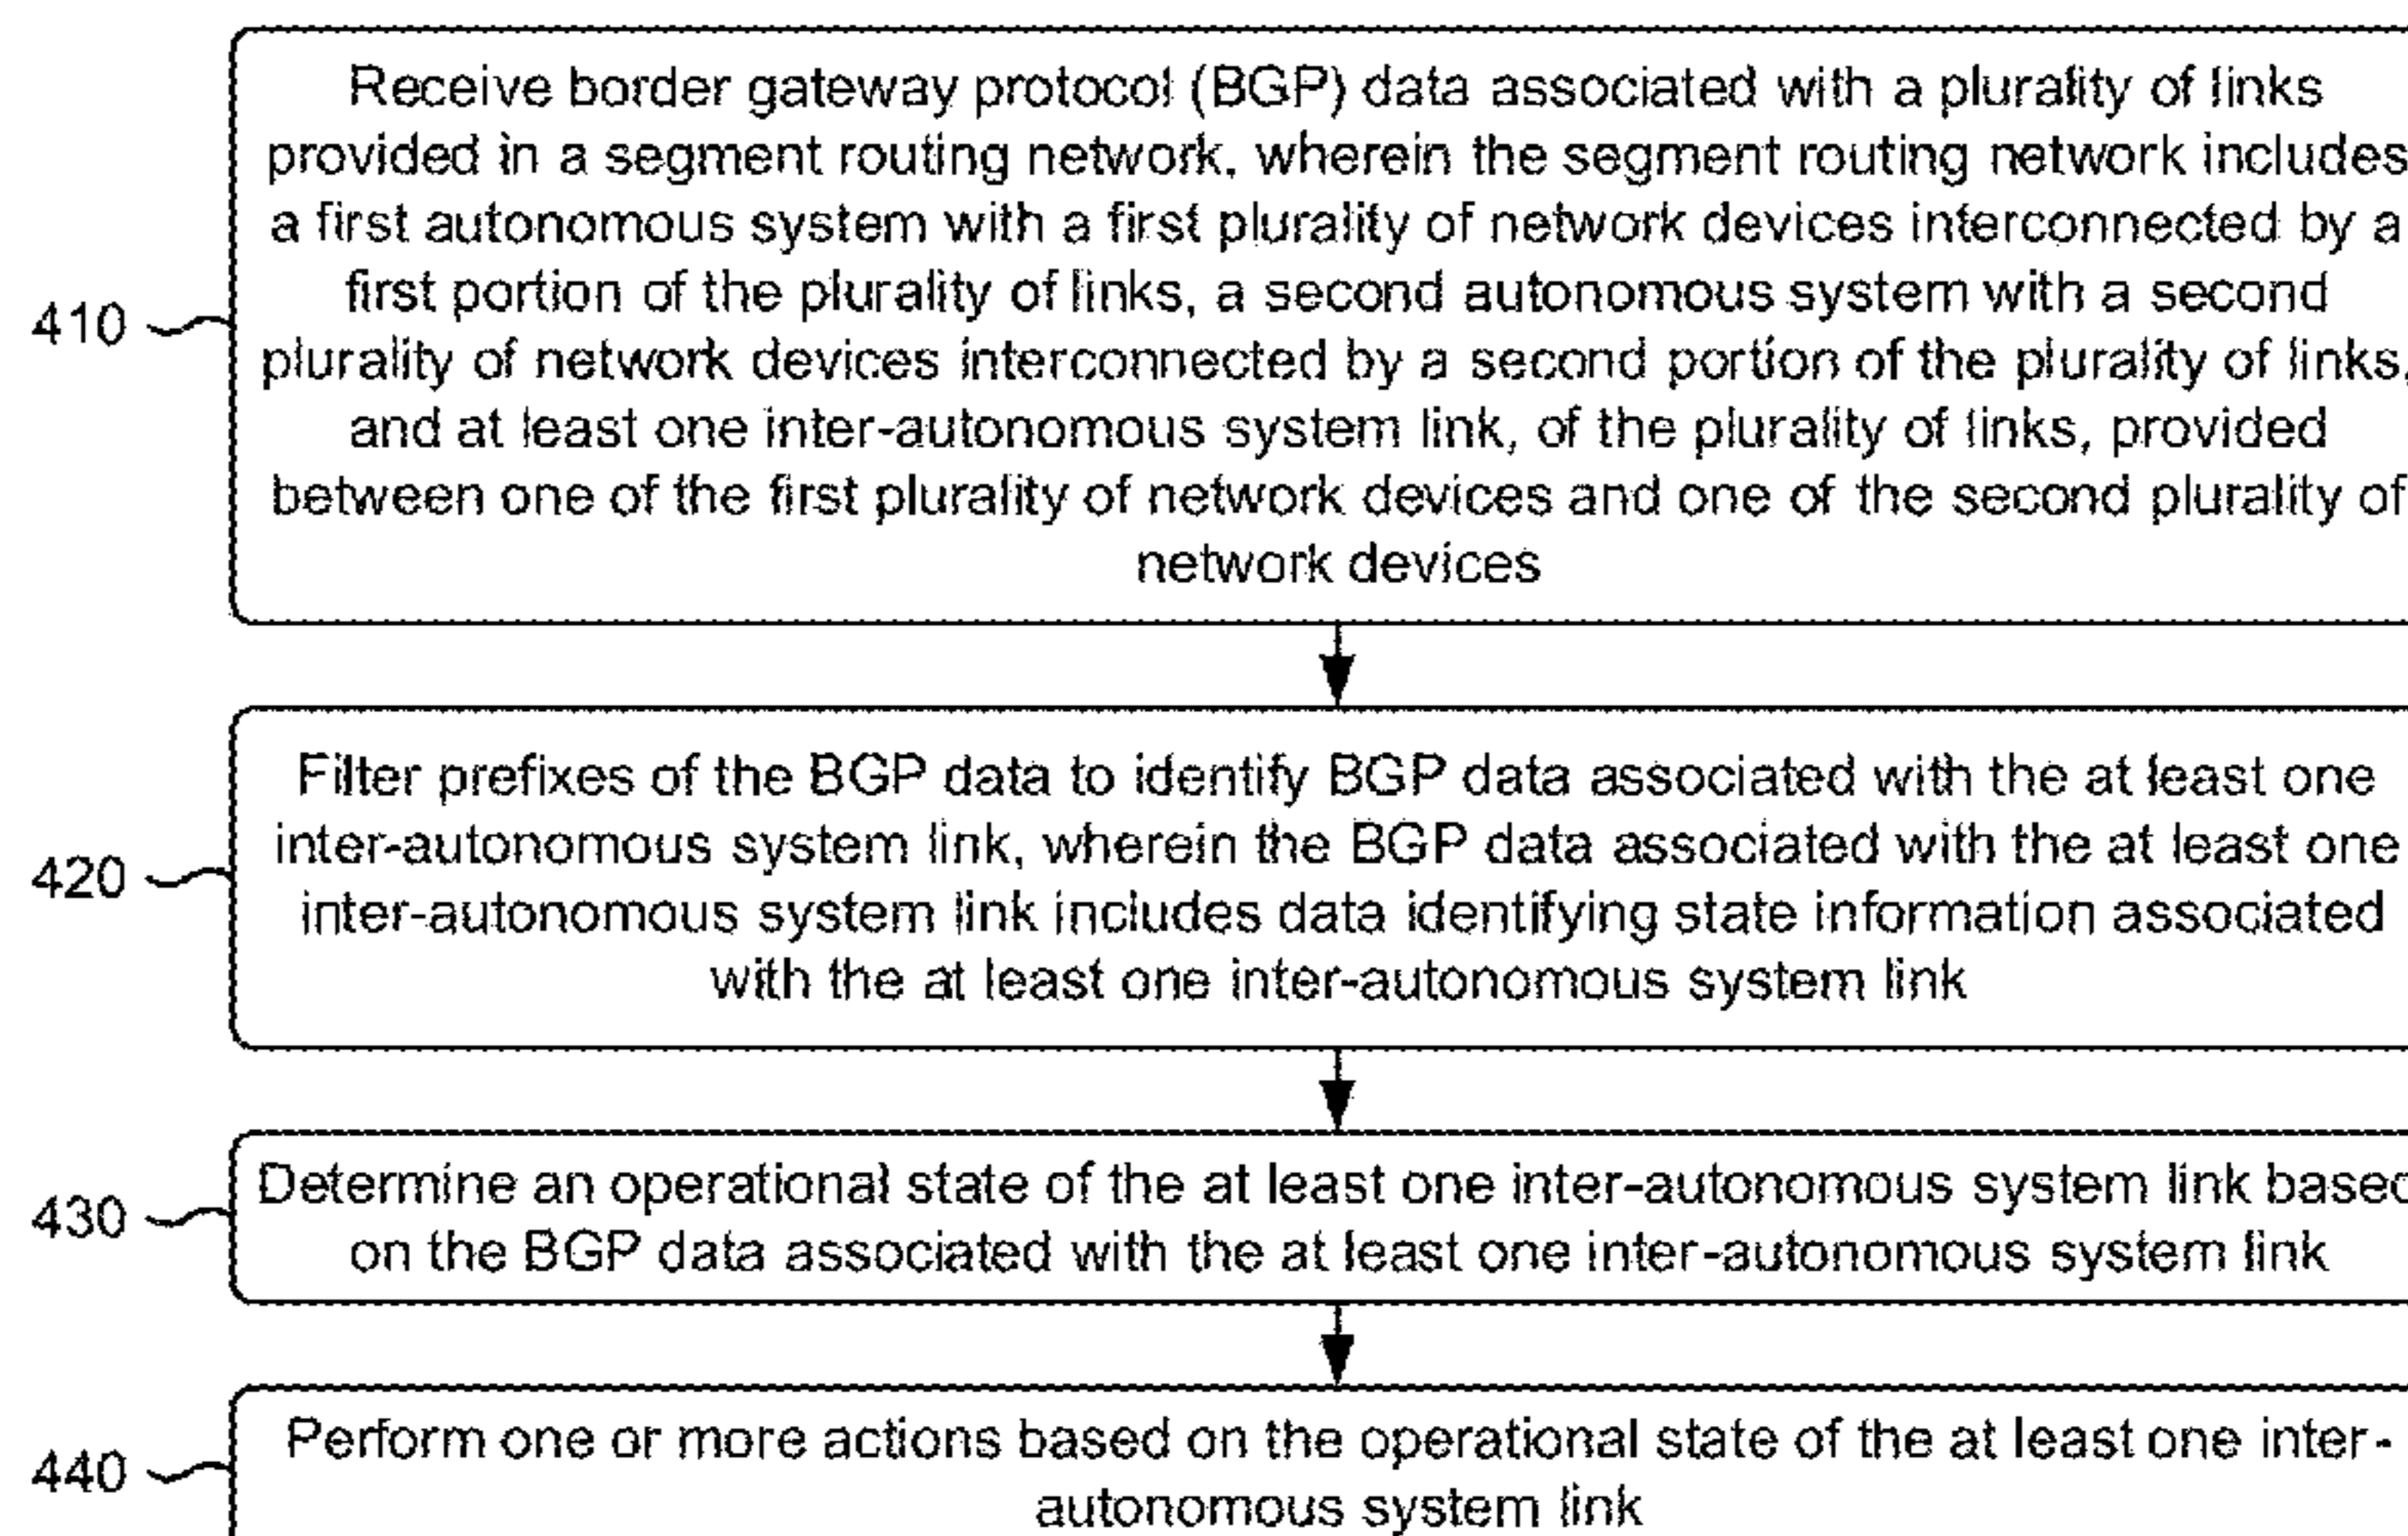 Receive border gateway protocol (BGP) data associated with a plurality of links
provided in a segment routing network, wherein the segment routing network includes
a first autonomous system with a first plurality of network devices interconnected by a
first portion of the plurality of links, a second autonomous system with a second
410
plurality of network devices interconnected by a second portion of the plurality of links,
and at least one inter-autonomous system link, of the plurality of links, provided
between one of the first plurality of network devices and one of the second plurality of
network devices
Filter prefixes of the BGP data to identify BGP data associated with the at least one
inter-autonomous system link, wherein the BGP data associated with the at least one
420
inter-autonomous system link includes data identifying state information associated
with the at least one inter-autonomous system link
Determine an operational state of the at least one inter-autonomous system link based
430
on the BGP data associated with the at least one inter-autonomous system link
Perform one or more actions based on the operational state of the at least one inter-
440
autonomous system link